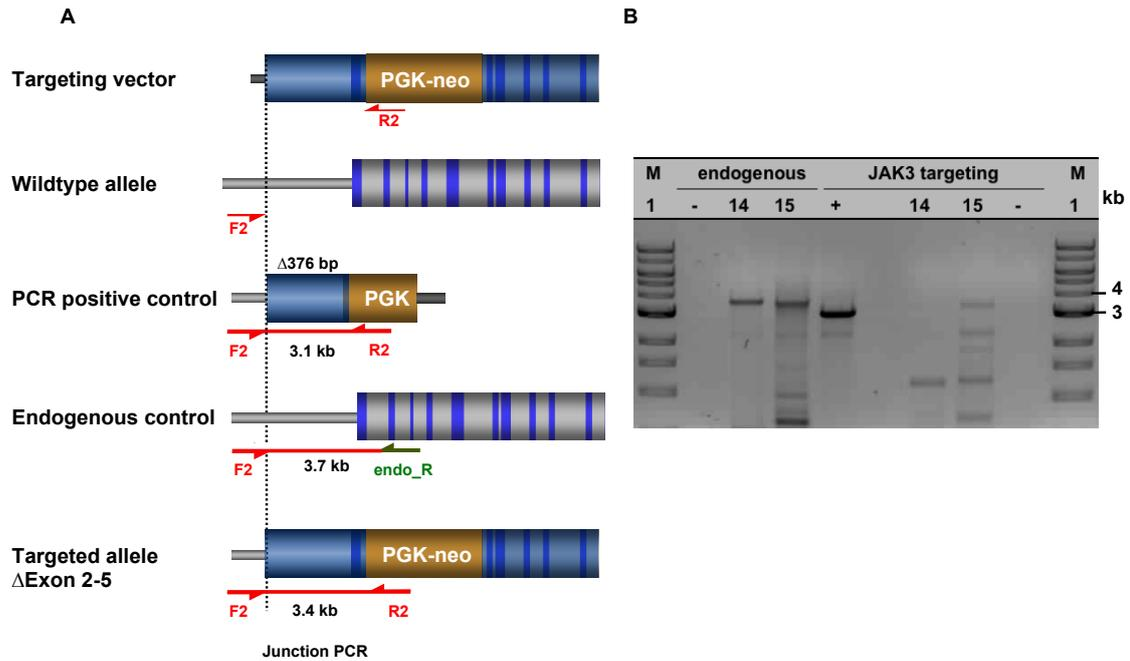 A
Targeting vector
PGK-neo
R2
Wildtype allele
F2
Δ376 bp
PCR positive control
PGK
F2
3.1 kb
R2
Endogenous control
F2
3.7 kb
endo_R
Targeted allele
ΔExon 2-5
PGK-neo
F2
3.4 kb
R2
Junction PCR
B
M endogenous JAK3 targeting M
1 - 14 15 + 14 15 - 1 kb
4
3